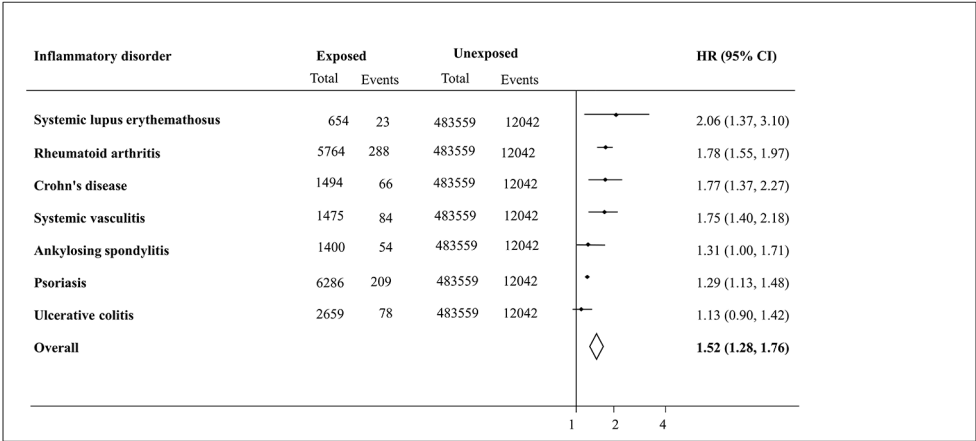 Inflammatory disorder Exposed Unexposed HR (95% CI)
Total Events Total Events
Systemic lupus erythemathosus 654 23 483559 12042 2.06 (1.37, 3.10)
Rheumatoid arthritis 5764 288 483559 12042 1.78 (1.55, 1.97)
Crohn's disease 1494 66 483559 12042 1.77 (1.37, 2.27)
Systemic vasculitis 1475 84 483559 12042 1.75 (1.40, 2.18)
Ankylosing spondylitis 1400 54 483559 12042 1.31 (1.00, 1.71)
Psoriasis 6286 209 483559 12042 1.29 (1.13, 1.48)
Ulcerative colitis 2659 78 483559 12042 1.13 (0.90, 1.42)
Overall 1.52 (1.28, 1.76)
1 2 4